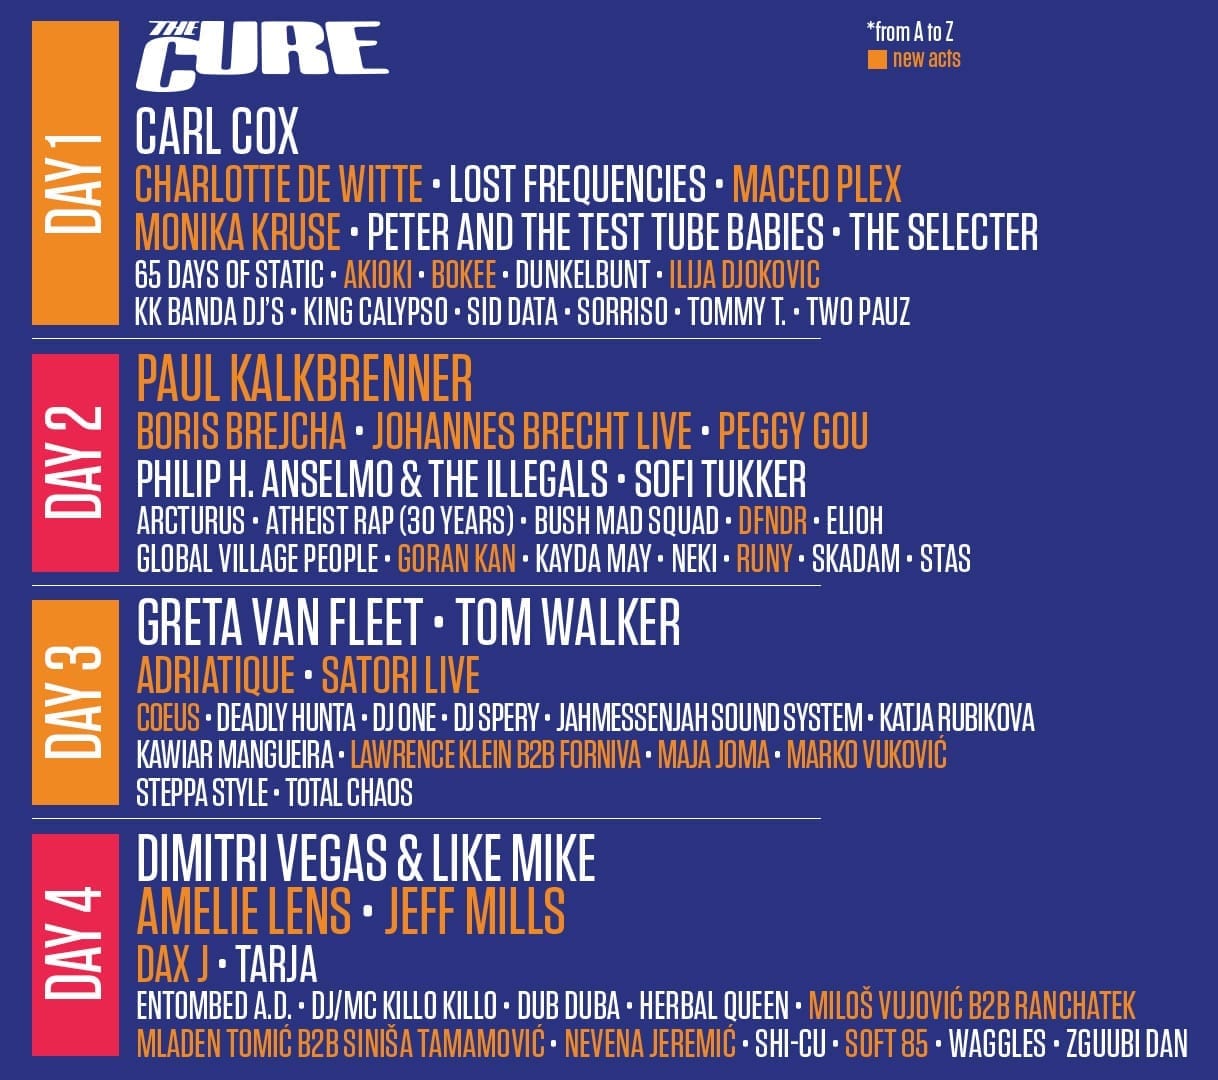 DAY 1
THE CURE
*from A to Z
new acts
CARL COX
CHARLOTTE DE WITTE • LOST FREQUENCIES • MACEO PLEX
MONIKA KRUSE • PETER AND THE TEST TUBE BABIES • THE SELECTER
65 DAYS OF STATIC • AKIOKI • BOKEE • DUNKELBUNT • ILIJA DJOKOVIC
KK BANDA DJ'S • KING CALYPSO • SID DATA • SORRISO • TOMMY T. • TWO PAUZ
DAY 2
PAUL KALKBRENNER
BORIS BREJCHA • JOHANNES BRECHT LIVE • PEGGY GOU
PHILIP H. ANSELMO & THE ILLEGALS • SOFI TUKKER
ARCTURUS • ATHEIST RAP (30 YEARS) • BUSH MAD SQUAD • DFNDR • ELIOH
GLOBAL VILLAGE PEOPLE • GORAN KAN • KAYDA MAY • NEKI • RUNY • SKADAM • STAS
DAY 3
GRETA VAN FLEET • TOM WALKER
ADRIATIQUE • SATORI LIVE
COEUS • DEADLY HUNTA • DJ ONE • DJ SPERY • JAHMESSENJAH SOUND SYSTEM • KATJA RUBIKOVA
KAWIAR MANGUEIRA • LAWRENCE KLEIN B2B FORNIVA • MAJA JOMA • MARKO VUKOVIĆ
STEPPA STYLE • TOTAL CHAOS
DAY 4
DIMITRI VEGAS & LIKE MIKE
AMELIE LENS • JEFF MILLS
DAX J • TARJA
ENTOMBED A.D. • DJ/MC KILLO KILLO • DUB DUBA • HERBAL QUEEN • MILOŠ VUJOVIĆ B2B RANCHATEK
MLADEN TOMIĆ B2B SINIŠA TAMAMOVIĆ • NEVENA JEREMIĆ • SHI-CU • SOFT 85 • WAGGLES • ZGUUBI DAN